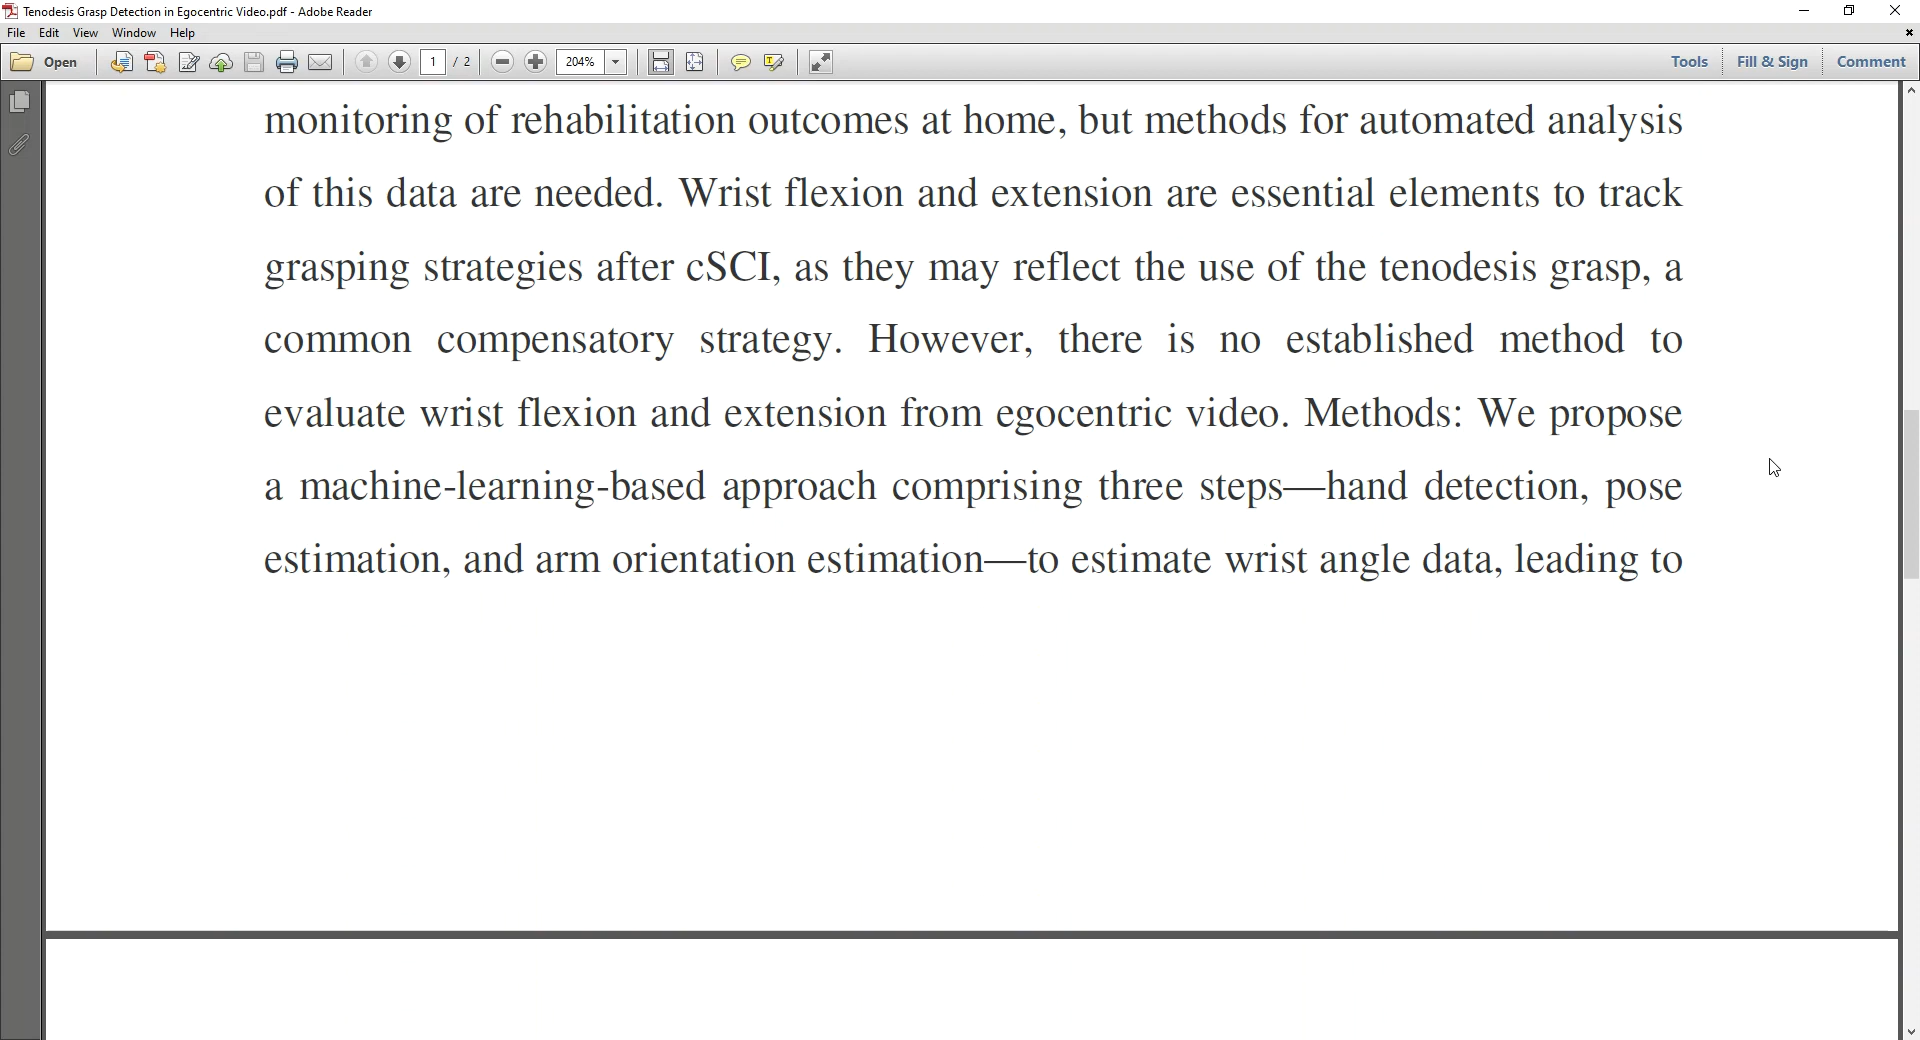 Tenodesis Grasp Detection in Egocentric Video.pdf - Adobe Reader
File Edit View Window Help
Open 1 / 2 204% Tools Fill & Sign Comment
monitoring of rehabilitation outcomes at home, but methods for automated analysis
of this data are needed. Wrist flexion and extension are essential elements to track
grasping strategies after cSCI, as they may reflect the use of the tenodesis grasp, a
common compensatory strategy. However, there is no established method to
evaluate wrist flexion and extension from egocentric video. Methods: We propose
a machine-learning-based approach comprising three steps—hand detection, pose
estimation, and arm orientation estimation—to estimate wrist angle data, leading to